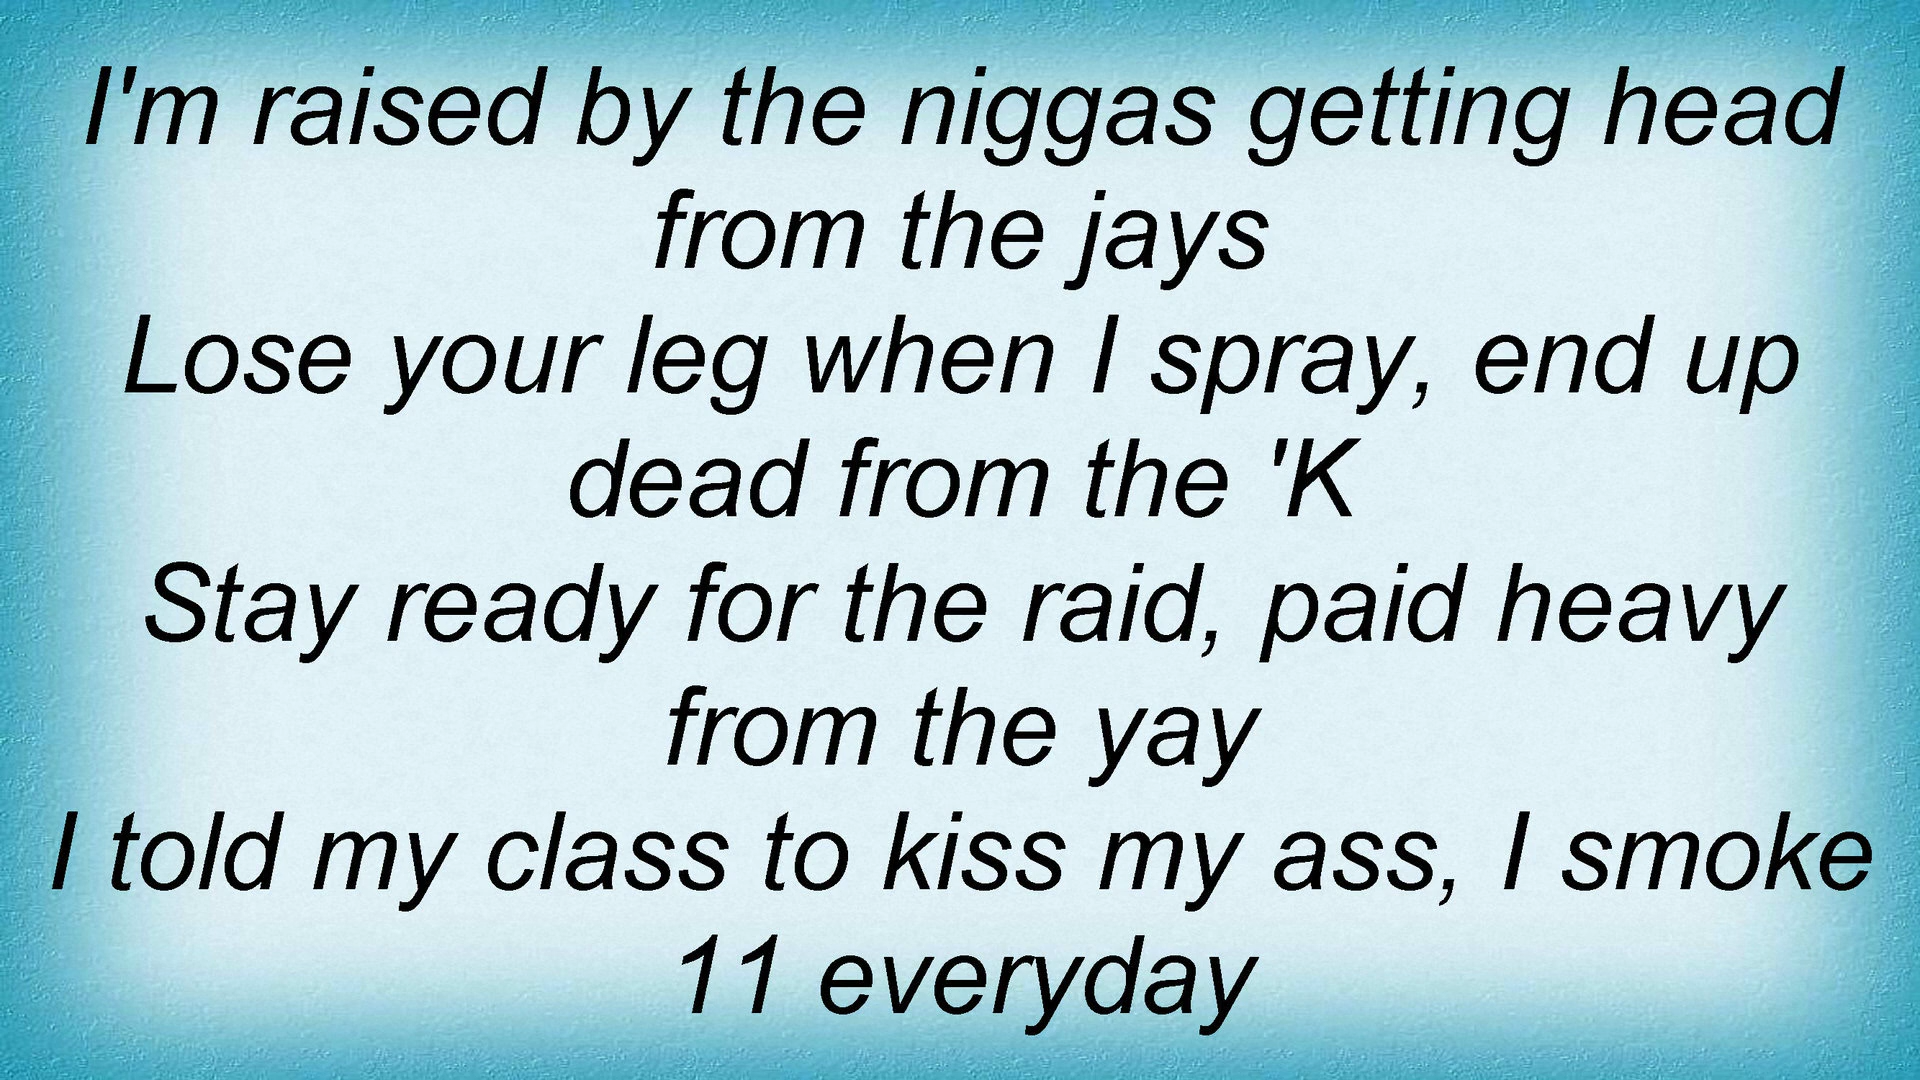 I'm raised by the niggas getting head
from the jays
Lose your leg when I spray, end up
dead from the 'K
Stay ready for the raid, paid heavy
from the yay
I told my class to kiss my ass, I smoke
11 everyday